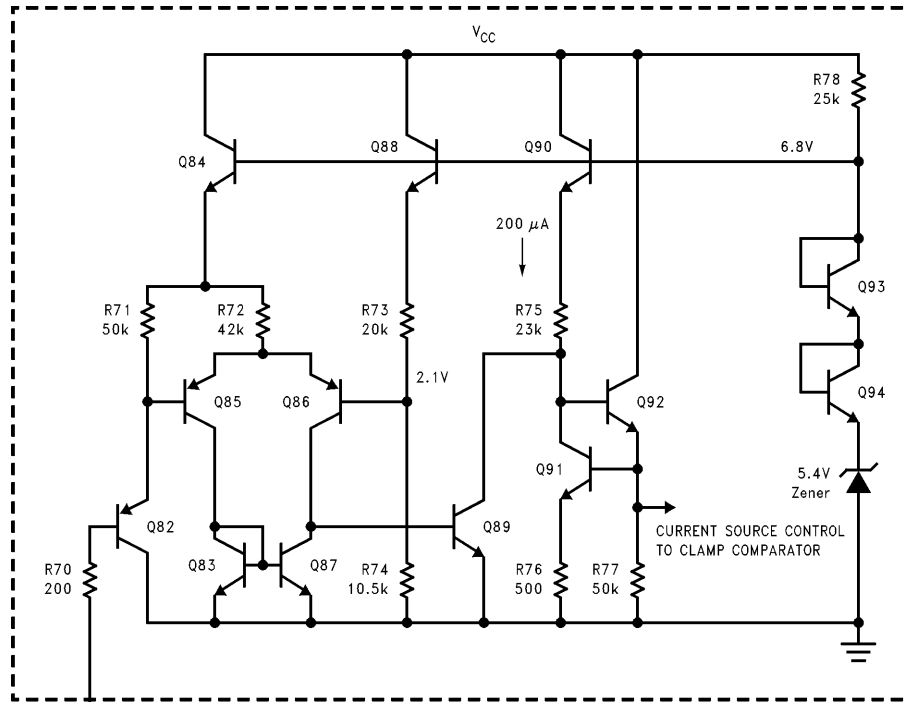 V_CC
R78
25k
Q84
Q88
Q90
6.8V
200 μA
Q93
R71
50k
R72
42k
R73
20k
R75
23k
Q94
2.1V
Q85
Q86
Q92
Q91
5.4V
Zener
Q82
Q83
Q87
Q89
CURRENT SOURCE CONTROL
TO CLAMP COMPARATOR
R70
200
R74
10.5k
R76
500
R77
50k